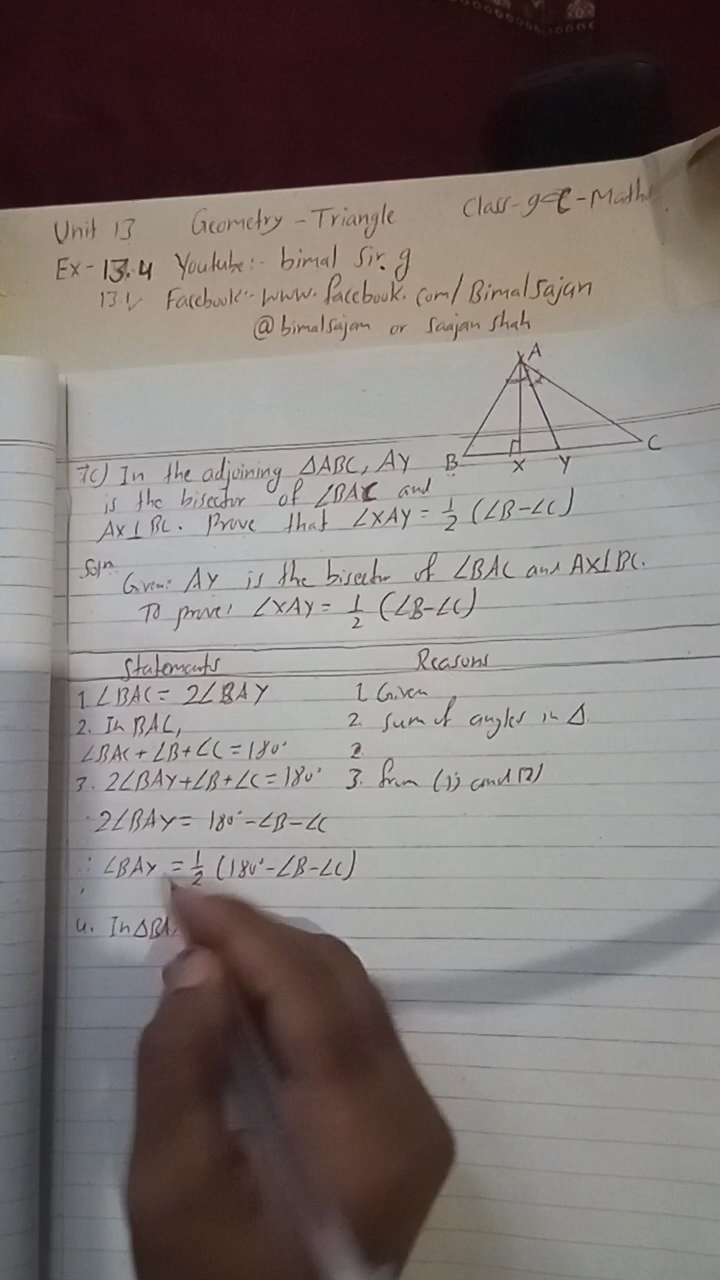 Unit 13 Geometry - Triangle Class-9 - Maths
Ex- 13.4 Youtube:- bimal Sir. g
13.1 Facebook:- www.facebook.com/Bimalsajan
@bimalsajan or saajan shah
A
B X Y C
7c) In the adjoining ΔABC, AY
is the bisector of ∠BAC and
AX⊥BC. Prove that ∠XAY = 1/2 (∠B-∠C)
Soln
Given: AY is the bisector of ∠BAC and AX⊥BC.
To prove: ∠XAY = 1/2 (∠B-∠C)
Statements Reasons
1. ∠BAC = 2∠BAY 1. Given
2. In BAC, 2. Sum of angles in Δ.
∠BAC+∠B+∠C = 180° 2
3. 2∠BAY+∠B+∠C = 180° 3. from (1) and (2)
2∠BAY = 180°-∠B-∠C
∴ ∠BAY = 1/2 (180°-∠B-∠C)
4. In ΔBA